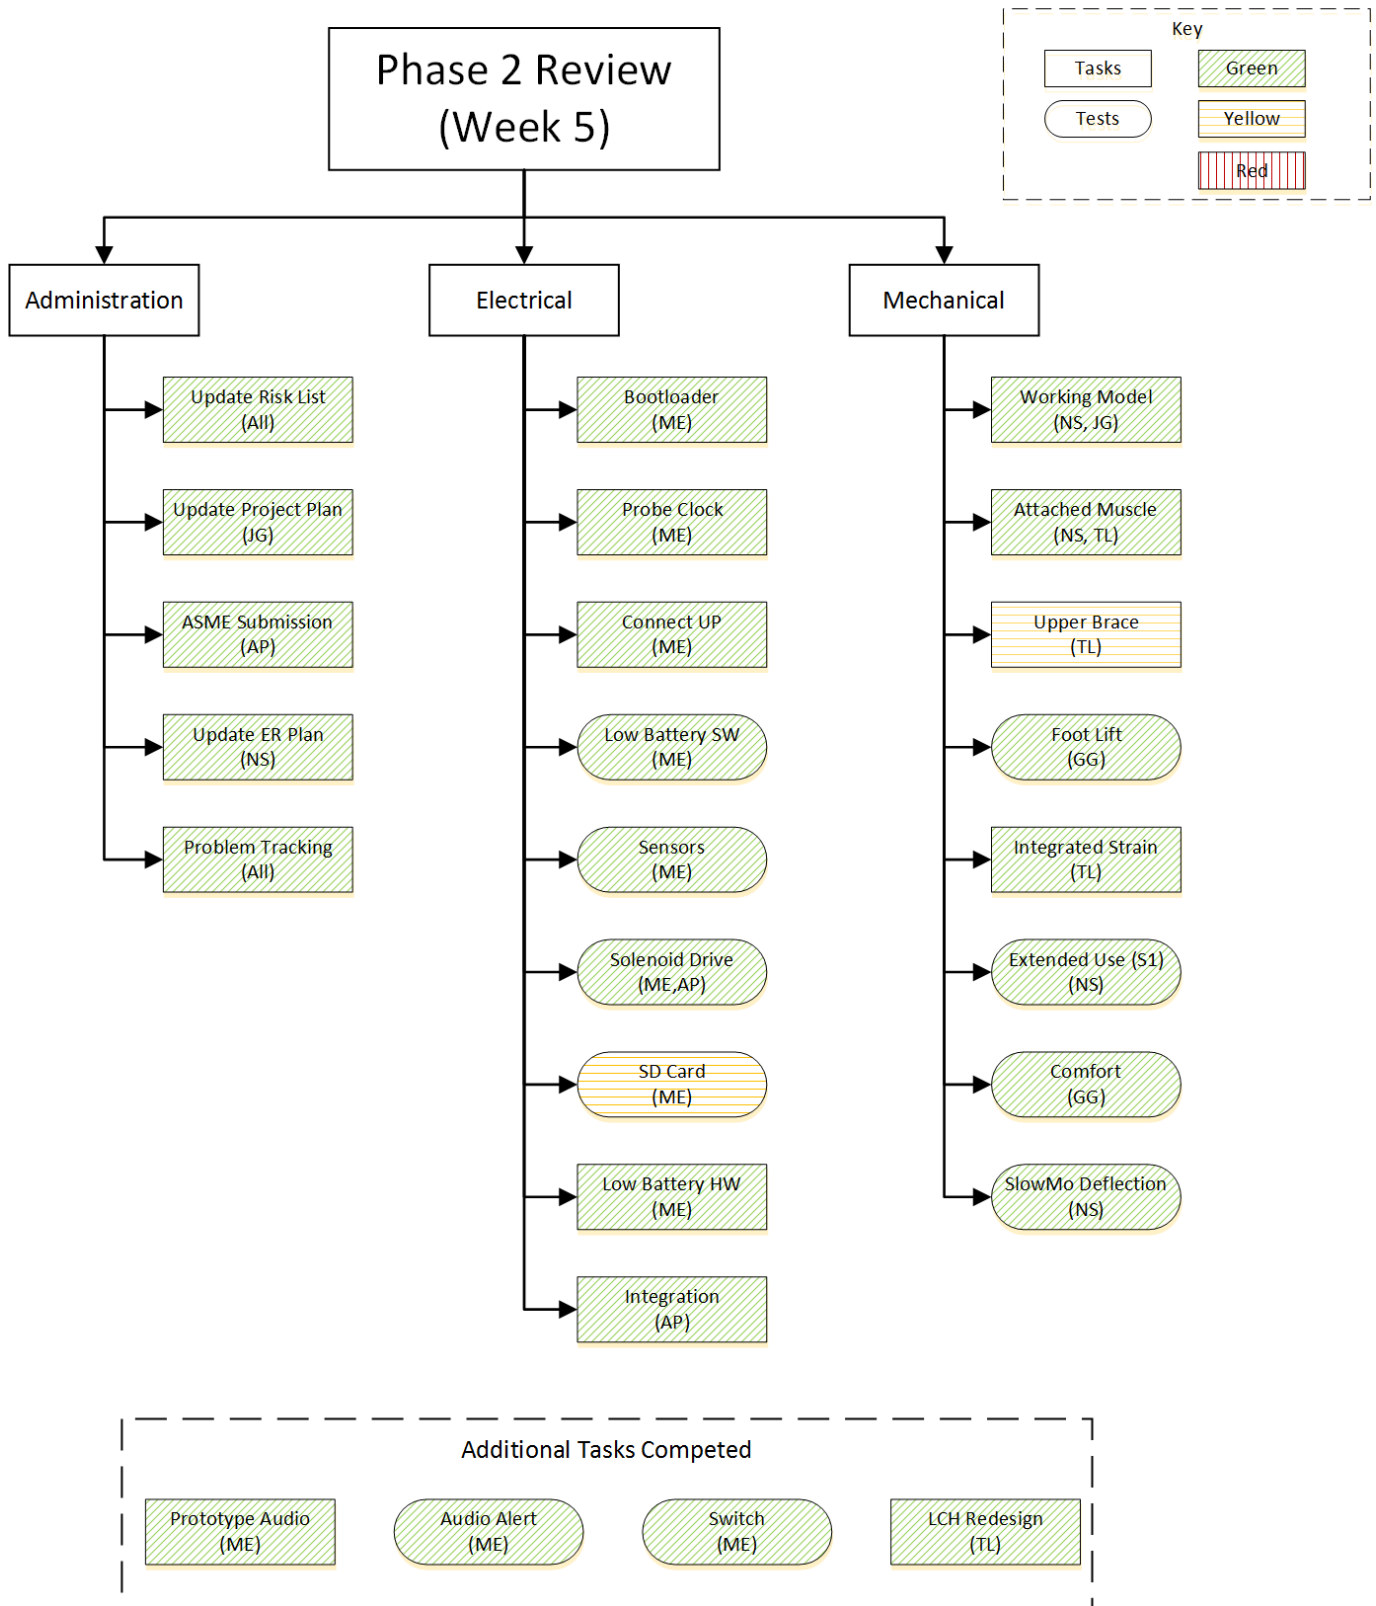 Phase 2 Review
(Week 5)
Key
Tasks
Green
Tests
Yellow
Red
Administration
Electrical
Mechanical
Update Risk List
(All)
Update Project Plan
(JG)
ASME Submission
(AP)
Update ER Plan
(NS)
Problem Tracking
(All)
Bootloader
(ME)
Probe Clock
(ME)
Connect UP
(ME)
Low Battery SW
(ME)
Sensors
(ME)
Solenoid Drive
(ME,AP)
SD Card
(ME)
Low Battery HW
(ME)
Integration
(AP)
Working Model
(NS, JG)
Attached Muscle
(NS, TL)
Upper Brace
(TL)
Foot Lift
(GG)
Integrated Strain
(TL)
Extended Use (S1)
(NS)
Comfort
(GG)
SlowMo Deflection
(NS)
Additional Tasks Competed
Prototype Audio
(ME)
Audio Alert
(ME)
Switch
(ME)
LCH Redesign
(TL)